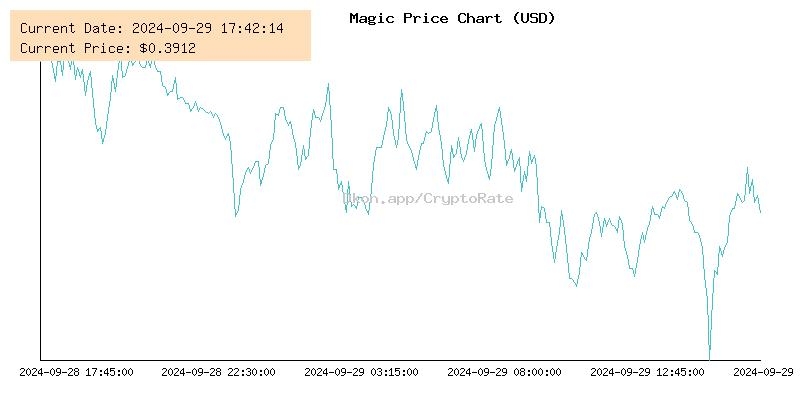 Magic Price Chart (USD)
Current Date: 2024-09-29 17:42:14
Current Price: $0.3912
Dkon.app/CryptoRate
2024-09-28 17:45:00 2024-09-28 22:30:00 2024-09-29 03:15:00 2024-09-29 08:00:00 2024-09-29 12:45:00 2024-09-29